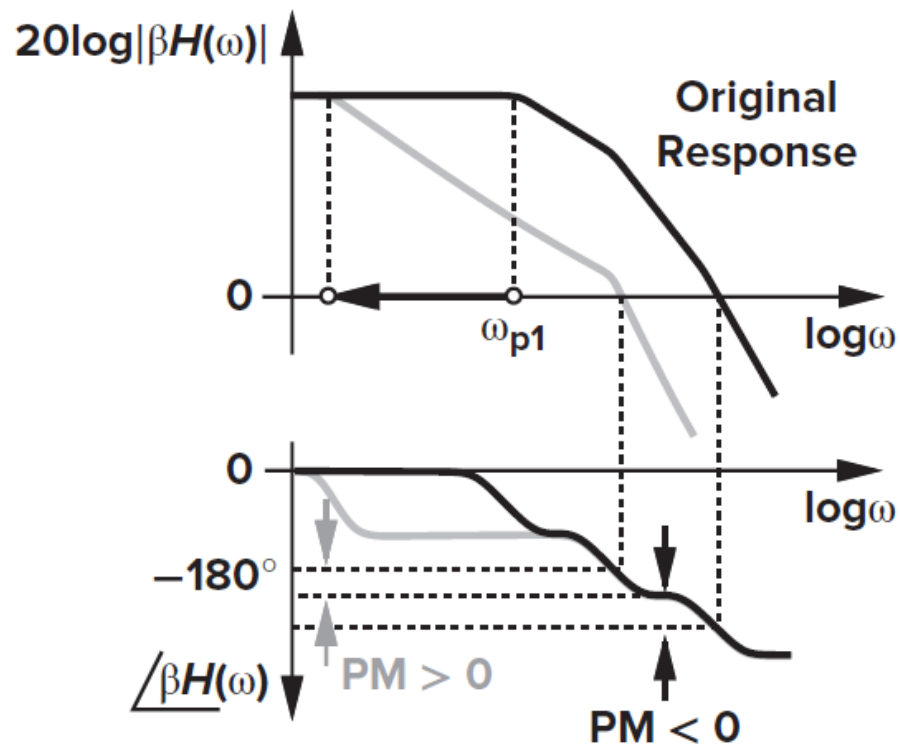 20log|βH(ω)|
Original
Response
0
ωp1
logω
0
logω
−180°
PM > 0
βH(ω)
PM < 0